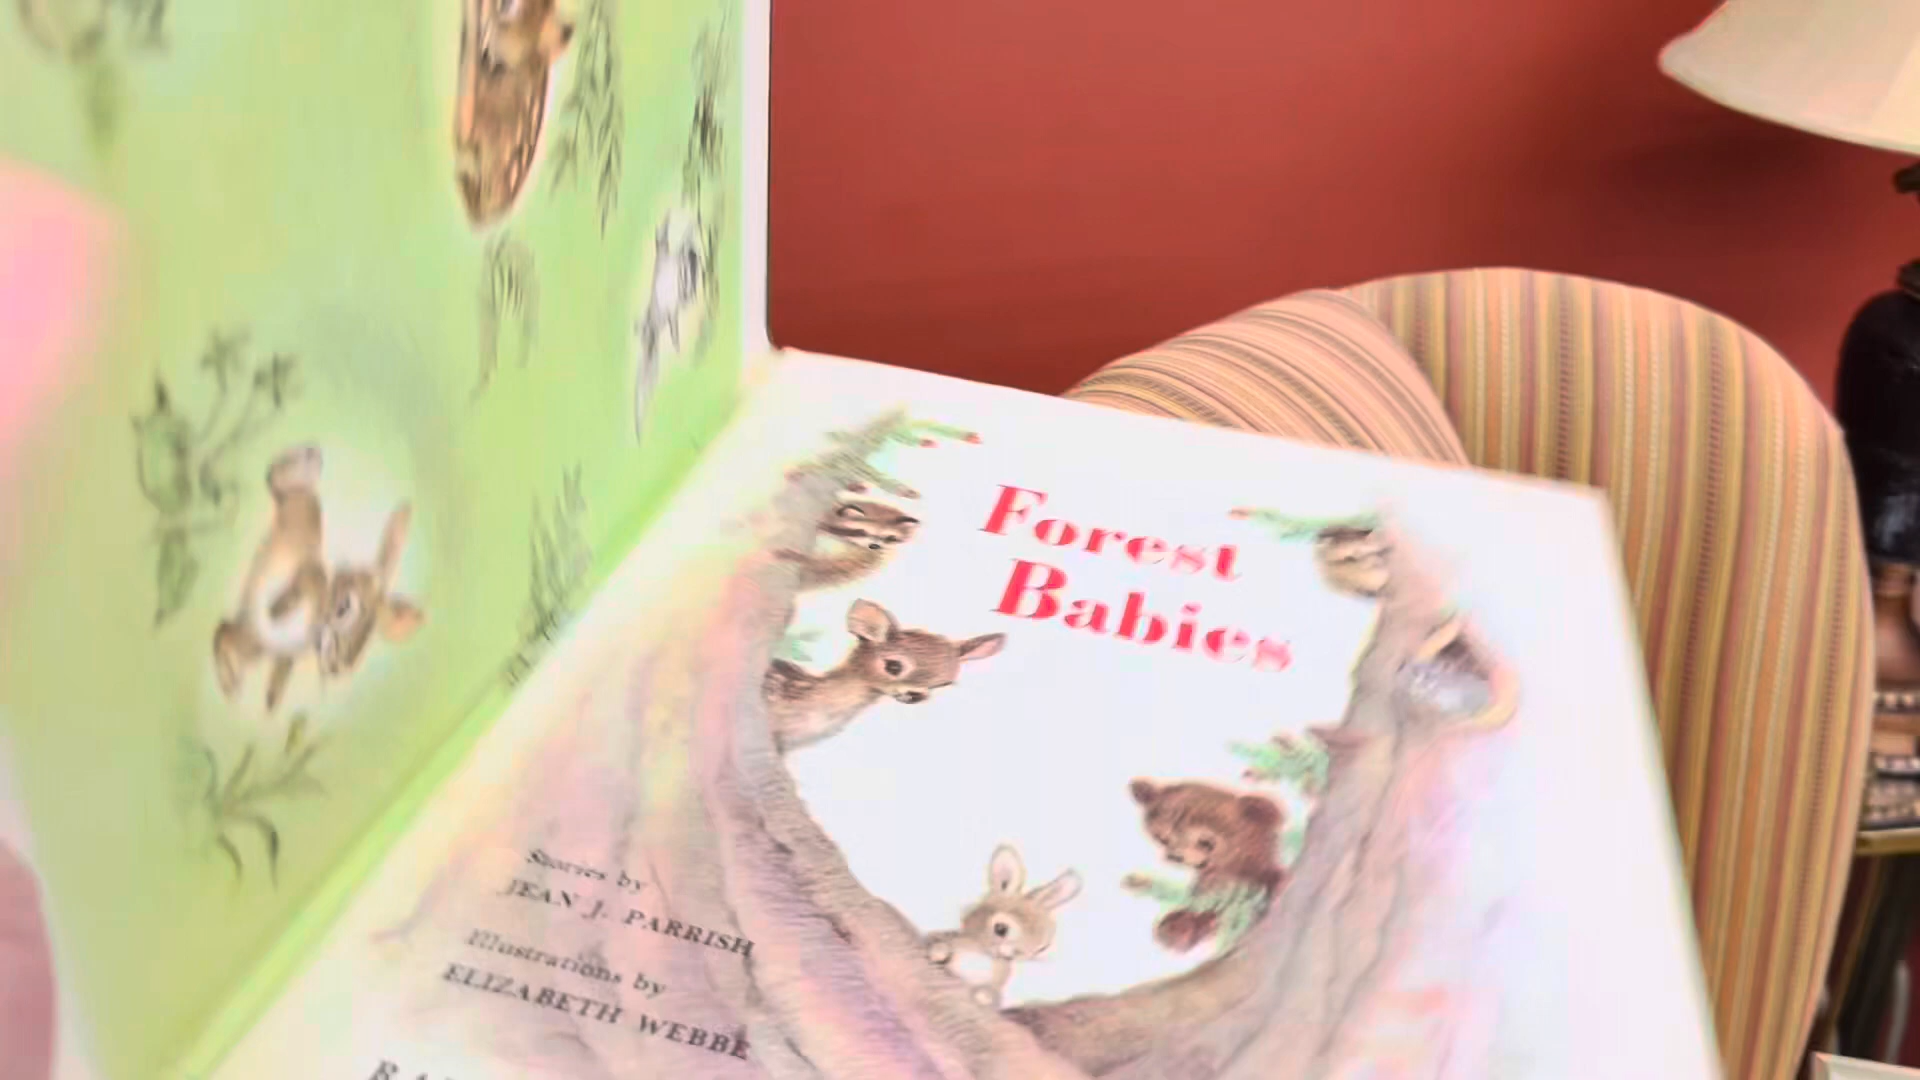 Forest
Babies
Stories by
JEAN J. PARRISH
Illustrations by
ELIZABETH WEBBE